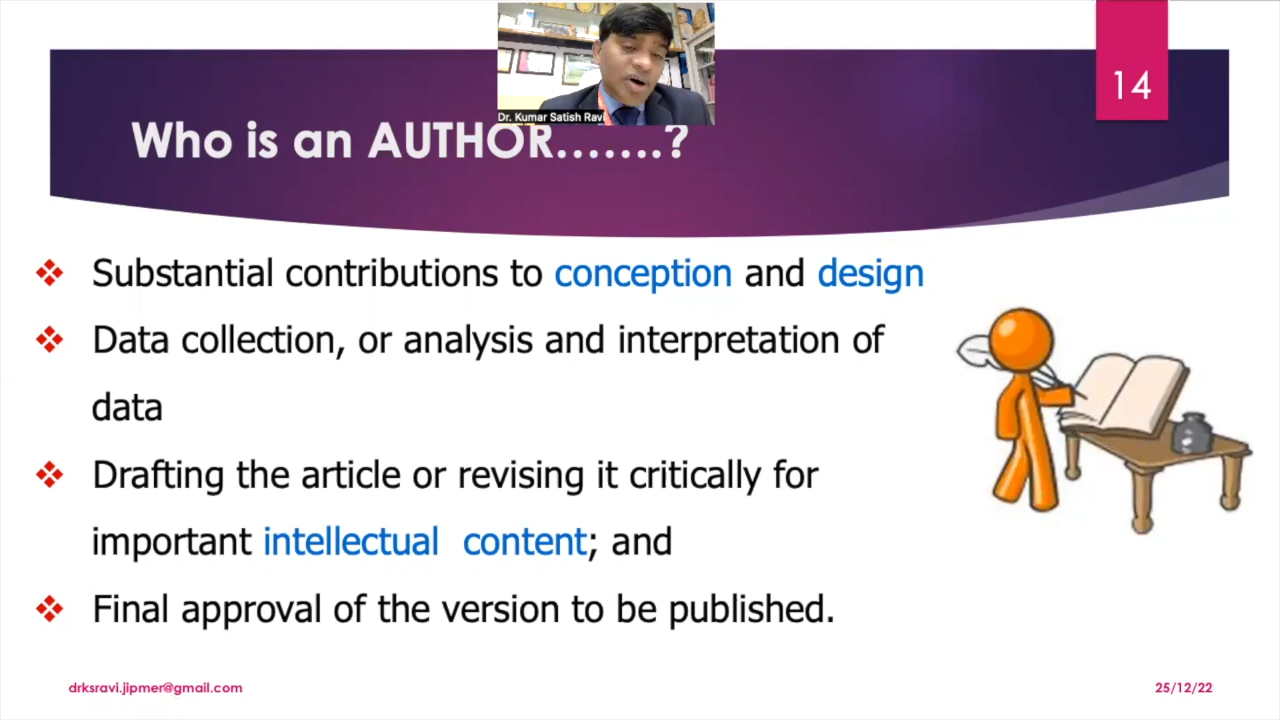 Dr. Kumar Satish Ravi
14
Who is an AUTHOR.......?
❖ Substantial contributions to conception and design
❖ Data collection, or analysis and interpretation of
data
❖ Drafting the article or revising it critically for
important intellectual content; and
❖ Final approval of the version to be published.
drksravi.jipmer@gmail.com
25/12/22